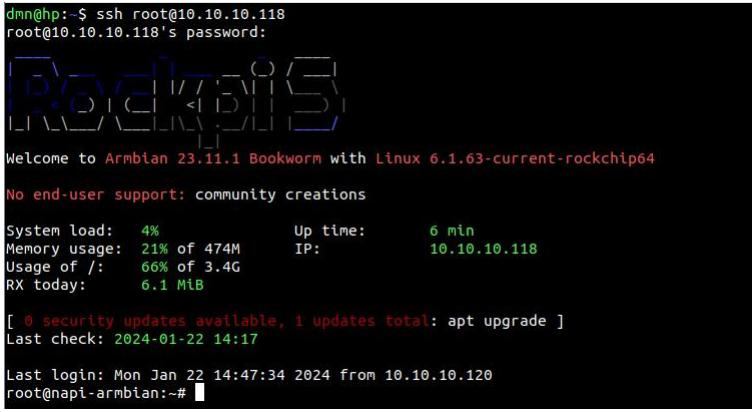 dmn@hp:~$ ssh root@10.10.10.118
root@10.10.10.118's password:
RockpiS
Welcome to Armbian 23.11.1 Bookworm with Linux 6.1.63-current-rockchip64
No end-user support: community creations
System load: 4% Up time: 6 min
Memory usage: 21% of 474M IP: 10.10.10.118
Usage of /: 66% of 3.4G
RX today: 6.1 MiB
[ 0 security updates available, 1 updates total: apt upgrade ]
Last check: 2024-01-22 14:17
Last login: Mon Jan 22 14:47:34 2024 from 10.10.10.120
root@napi-armbian:~#